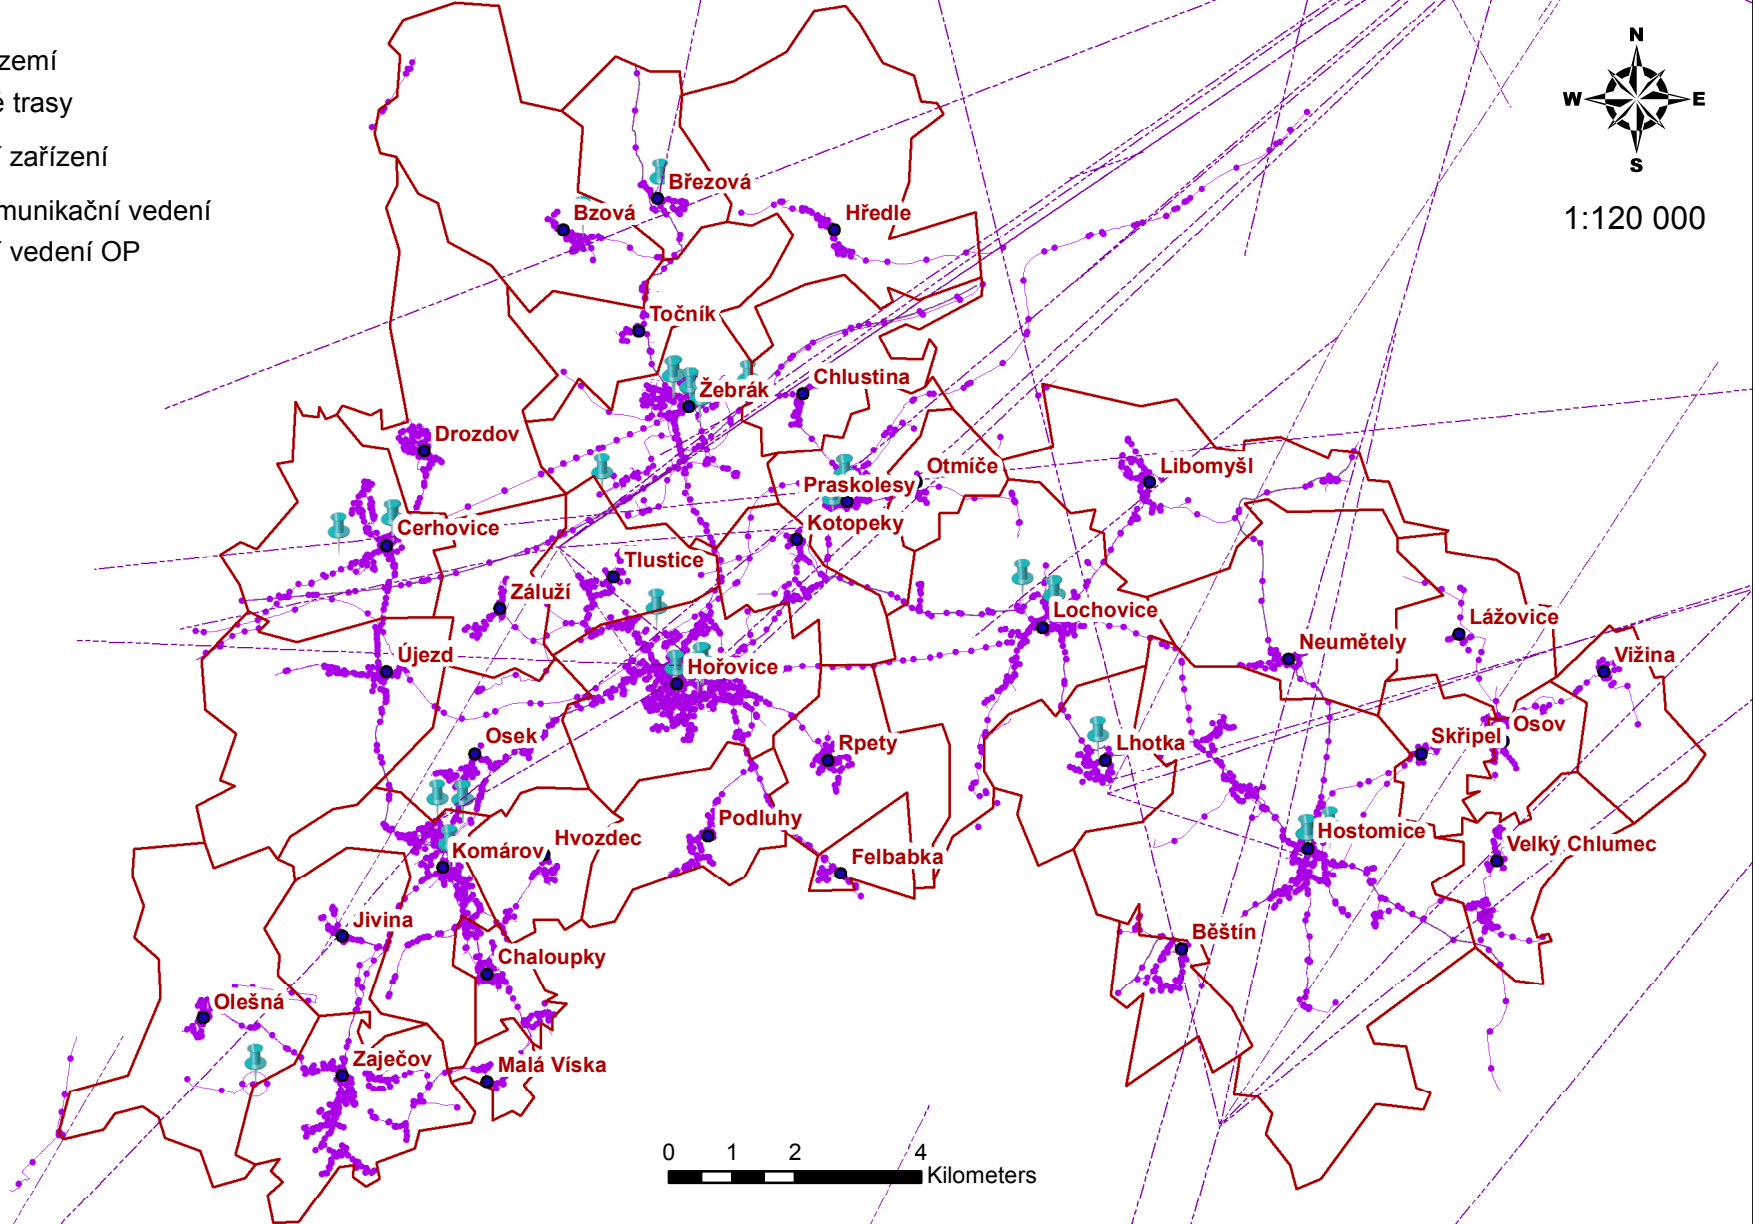 zemí
é trasy
í zařízení
munikační vedení
í vedení OP
N
W E
S
1:120 000
Březová
Bzová
Hředle
Točník
Žebrák
Chlustina
Drozdov
Otmíče
Libomyšl
Praskolesy
Cerhovice
Kotopeky
Tlustice
Záluží
Lochovice
Lážovice
Neumětely
Vižina
Újezd
Hořovice
Osek
Rpety
Lhotka
Skřipel
Osov
Podluhy
Hvozdec
Komárov
Felbabka
Hostomice
Velký Chlumec
Jivina
Běštín
Chaloupky
Olešná
Zaječov
Malá Víska
0 1 2 4
Kilometers